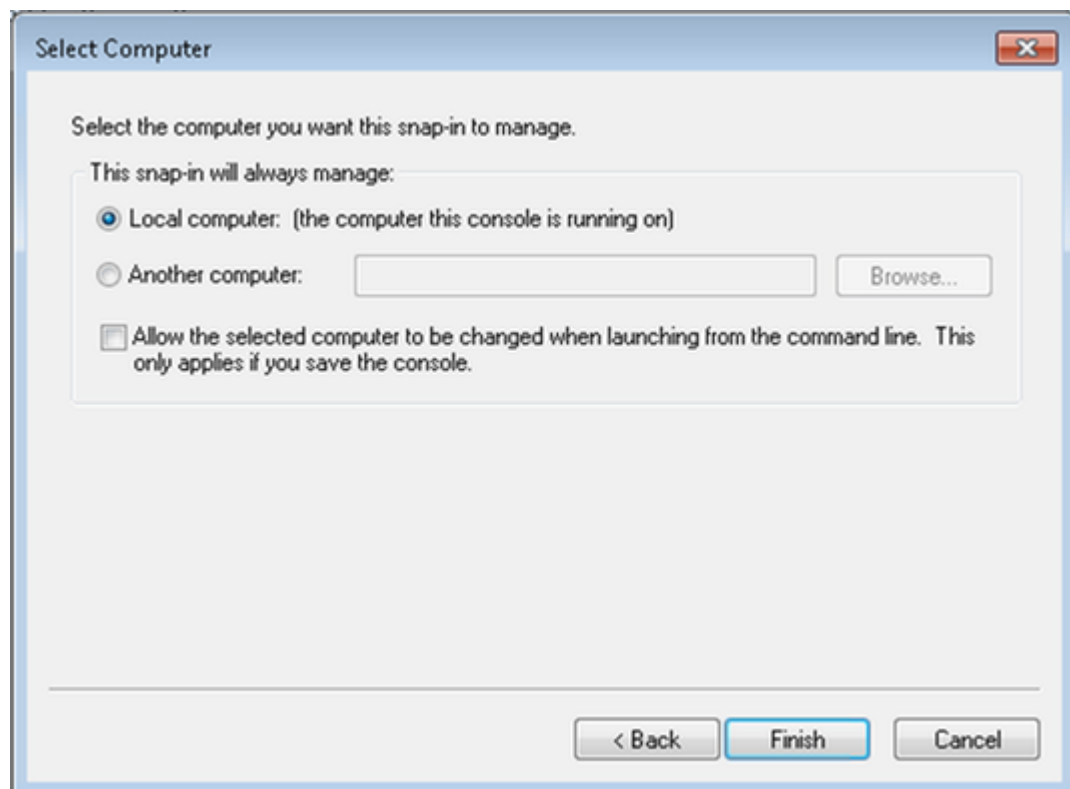 Select Computer
Select the computer you want this snap-in to manage.
This snap-in will always manage:
Local computer: (the computer this console is running on)
Another computer:
Browse...
Allow the selected computer to be changed when launching from the command line. This
only applies if you save the console.
< Back
Finish
Cancel